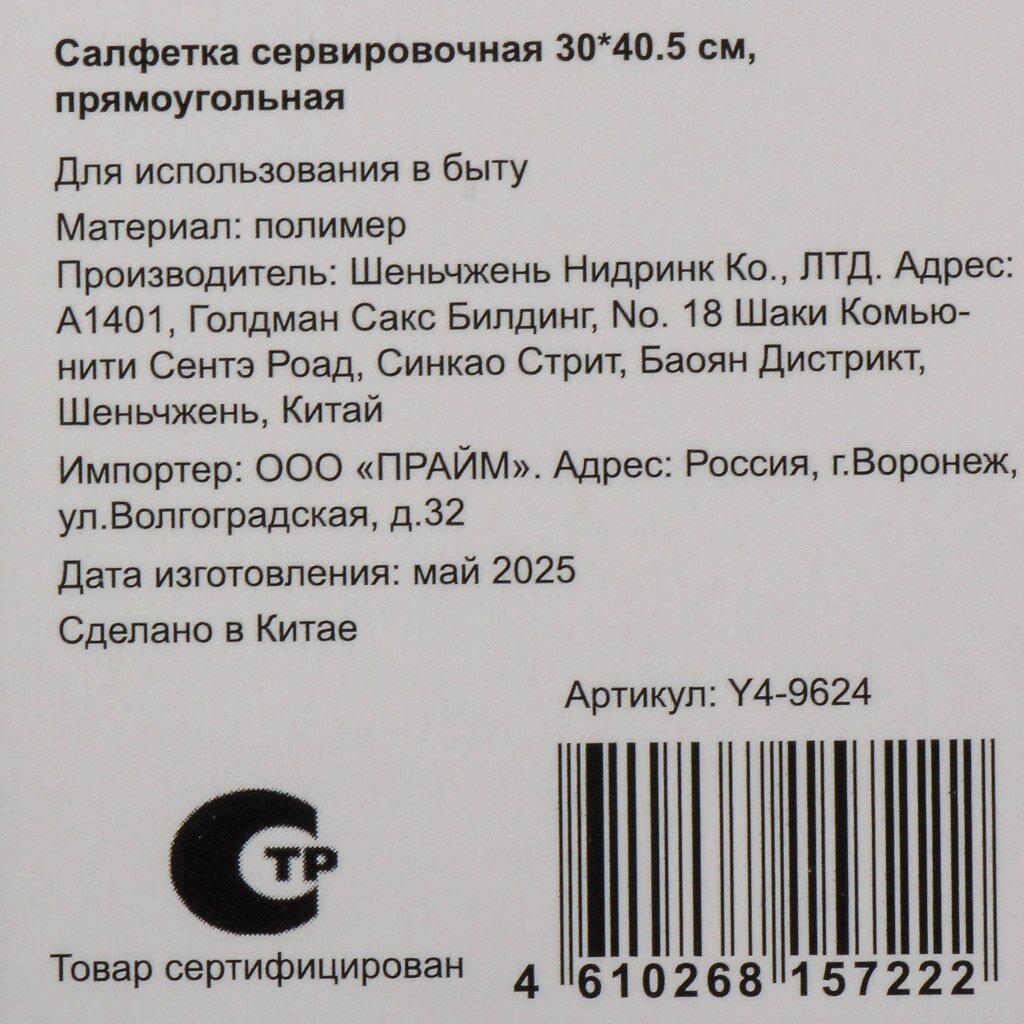 Салфетка сервировочная 30*40.5 см,
прямоугольная
Для использования в быту
Материал: полимер
Производитель: Шеньчжень Нидринк Ко., ЛТД. Адрес:
А1401, Голдман Сакс Билдинг, No. 18 Шаки Комью-
нити Сентэ Роад, Синкао Стрит, Баоян Дистрикт,
Шеньчжень, Китай
Импортер: ООО «ПРАЙМ». Адрес: Россия, г.Воронеж,
ул.Волгоградская, д.32
Дата изготовления: май 2025
Сделано в Китае
Артикул: Y4-9624
ТР
Товар сертифицирован
4 610268 157222